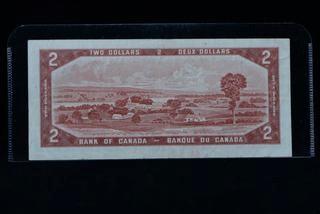 2 TWO DOLLARS 2 DEUX DOLLARS 2
2 BANK OF CANADA — BANQUE DU CANADA 2